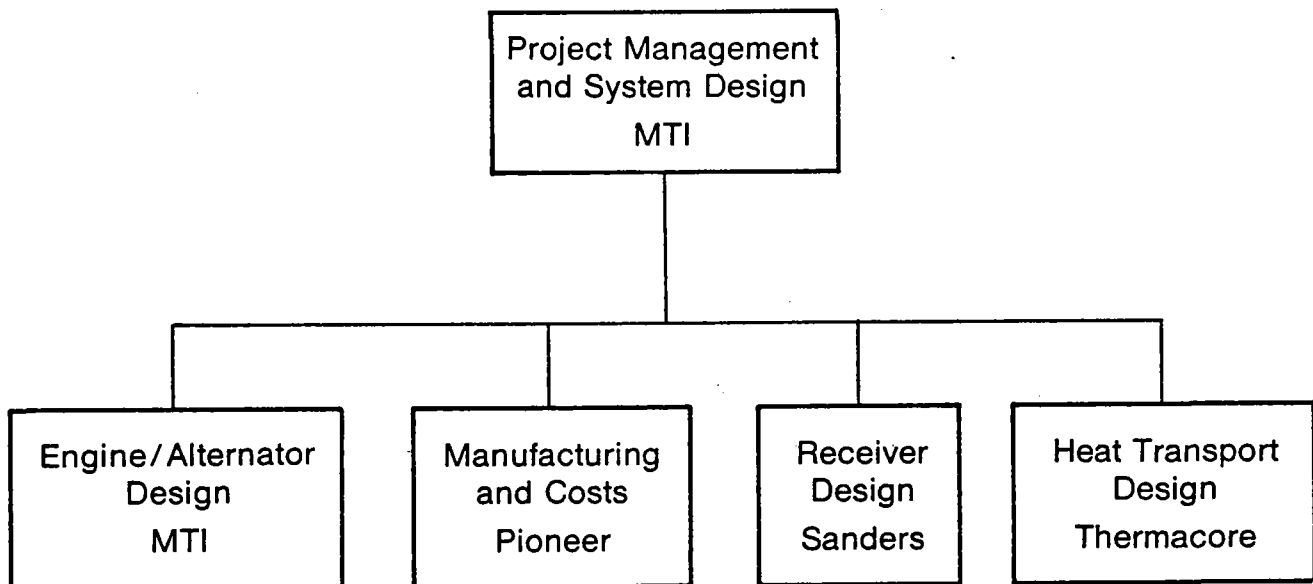 Project Management
and System Design
MTI
Engine/Alternator
Design
MTI
Manufacturing
and Costs
Pioneer
Receiver
Design
Sanders
Heat Transport
Design
Thermacore